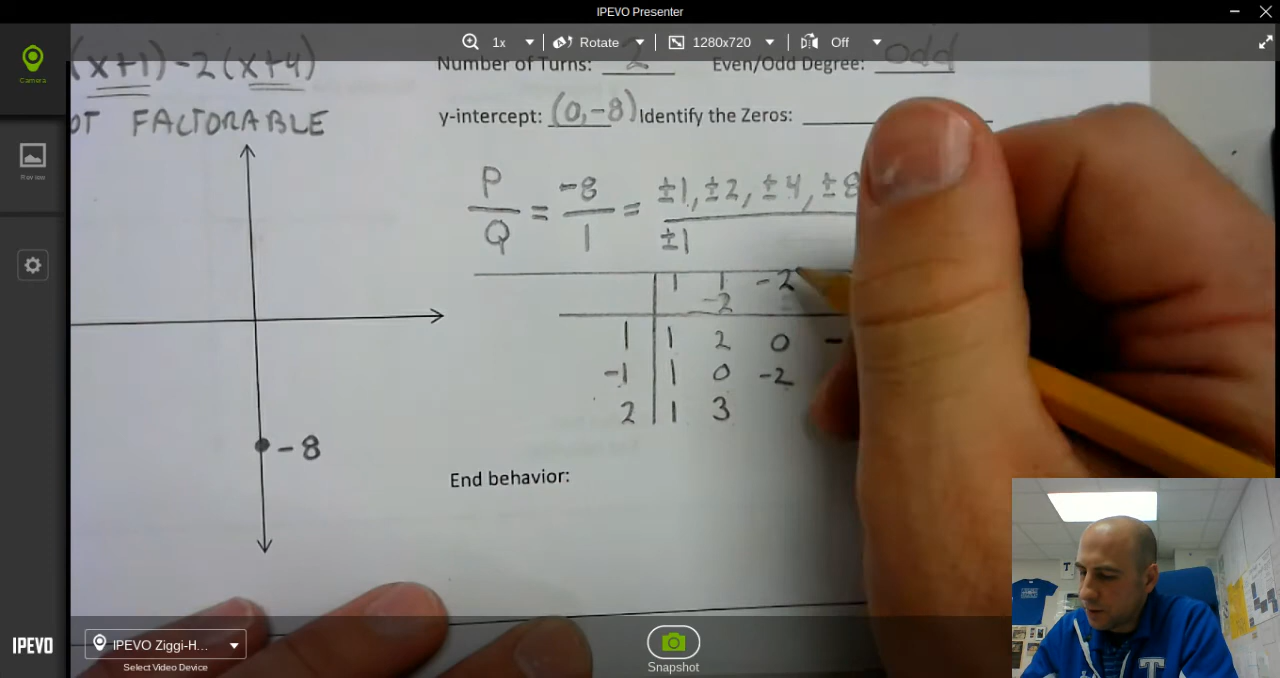 IPEVO Presenter
Camera
Review
1x Rotate 1280x720 Off
(x+1)-2(x+4)
FACTORABLE
Number of Turns: 2 Even/Odd Degree: Odd
y-intercept: (0,-8) Identify the Zeros:
P/Q = -8/1 = ±1, ±2, ±4, ±8
±1
1 1 -2
-2
1 1 2 0 -
-1 1 0 -2
2 1 3
-8
End behavior:
IPEVO
IPEVO Ziggi-H...
Select Video Device
Snapshot
T
T